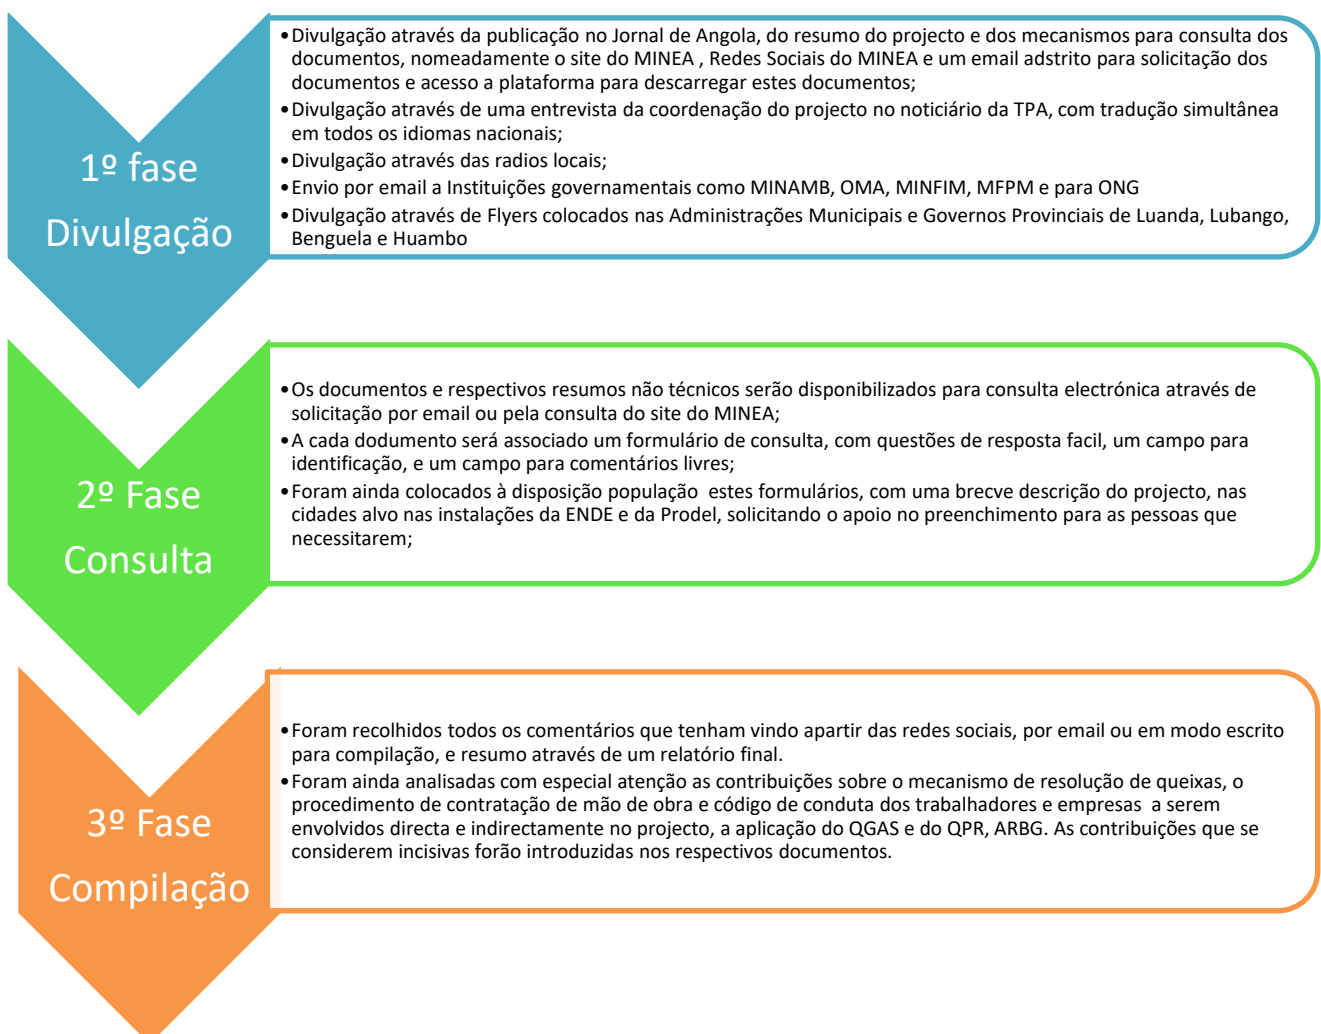 1º fase
Divulgação
•Divulgação através da publicação no Jornal de Angola, do resumo do projecto e dos mecanismos para consulta dos
documentos, nomeadamente o site do MINEA , Redes Sociais do MINEA e um email adstrito para solicitação dos
documentos e acesso a plataforma para descarregar estes documentos;
•Divulgação através de uma entrevista da coordenação do projecto no noticiário da TPA, com tradução simultânea
em todos os idiomas nacionais;
•Divulgação através das radios locais;
•Envio por email a Instituições governamentais como MINAMB, OMA, MINFIM, MFPM e para ONG
•Divulgação através de Flyers colocados nas Administrações Municipais e Governos Provinciais de Luanda, Lubango,
Benguela e Huambo
2º Fase
Consulta
•Os documentos e respectivos resumos não técnicos serão disponibilizados para consulta electrónica através de
solicitação por email ou pela consulta do site do MINEA;
•A cada dodumento será associado um formulário de consulta, com questões de resposta facil, um campo para
identificação, e um campo para comentários livres;
•Foram ainda colocados à disposição população  estes formulários, com uma brecve descrição do projecto, nas
cidades alvo nas instalações da ENDE e da Prodel, solicitando o apoio no preenchimento para as pessoas que
necessitarem;
3º Fase
Compilação
•Foram recolhidos todos os comentários que tenham vindo apartir das redes sociais, por email ou em modo escrito
para compilação, e resumo através de um relatório final.
•Foram ainda analisadas com especial atenção as contribuições sobre o mecanismo de resolução de queixas, o
procedimento de contratação de mão de obra e código de conduta dos trabalhadores e empresas  a serem
envolvidos directa e indirectamente no projecto, a aplicação do QGAS e do QPR, ARBG. As contribuições que se
considerem incisivas forão introduzidas nos respectivos documentos.